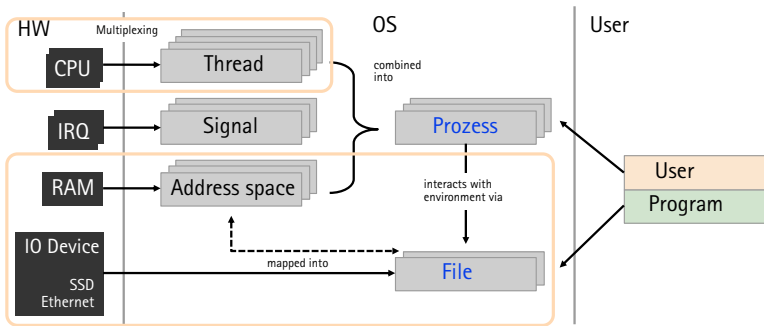 HW
OS
User
Multiplexing
CPU
Thread
combined
into
IRQ
Signal
Prozess
RAM
Address space
interacts with
environment via
User
Program
IO Device
SSD
Ethernet
mapped into
File